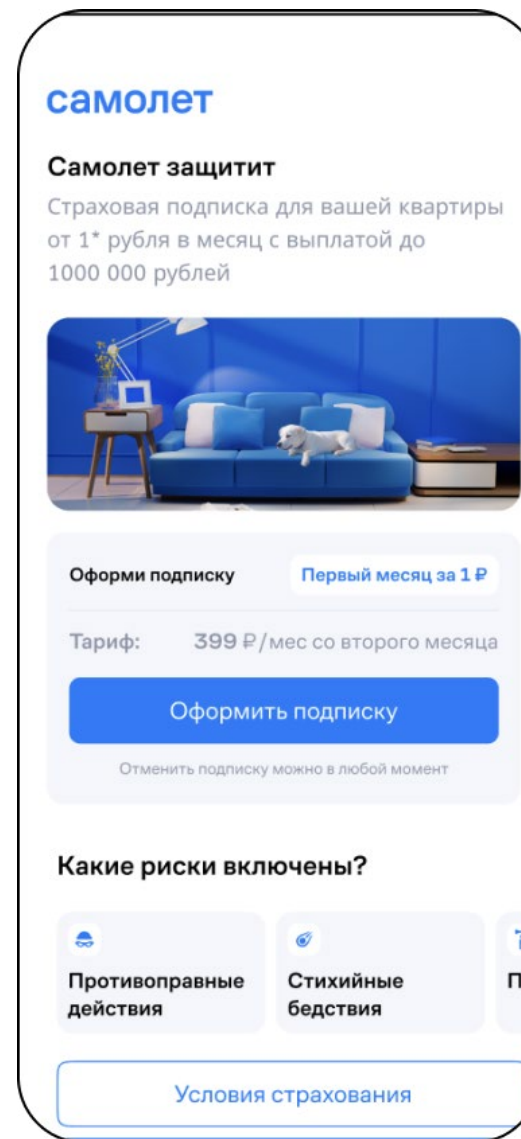 самолет
Самолет защитит
Страховая подписка для вашей квартиры
от 1* рубля в месяц с выплатой до
1000 000 рублей
Оформи подписку
Первый месяц за 1 ₽
Тариф: 399 ₽/мес со второго месяца
Оформить подписку
Отменить подписку можно в любой момент
Какие риски включены?
Противоправные
действия
Стихийные
бедствия
Условия страхования